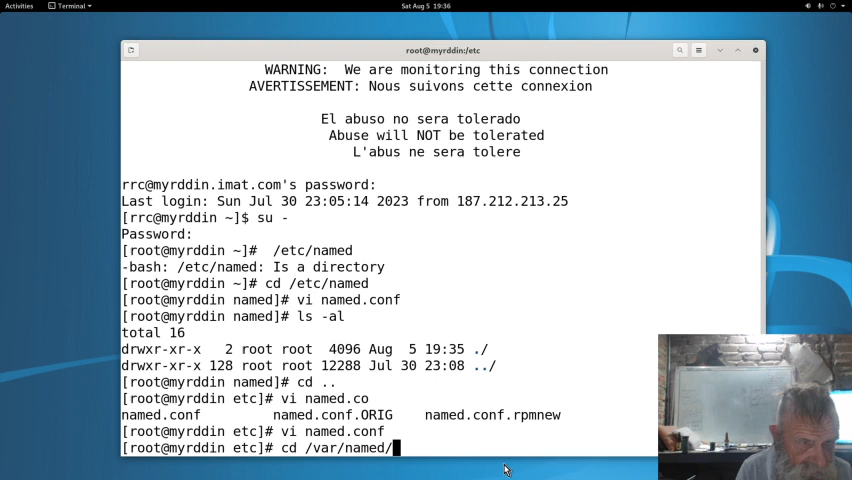 Activities Terminal Sat Aug 5 19:36
root@myrddin:/etc
WARNING: We are monitoring this connection
AVERTISSEMENT: Nous suivons cette connexion
El abuso no sera tolerado
Abuse will NOT be tolerated
L'abus ne sera tolere
rrc@myrddin.imat.com's password:
Last login: Sun Jul 30 23:05:14 2023 from 187.212.213.25
[rrc@myrddin ~]$ su -
Password:
[root@myrddin ~]#  /etc/named
-bash: /etc/named: Is a directory
[root@myrddin ~]# cd /etc/named
[root@myrddin named]# vi named.conf
[root@myrddin named]# ls -al
total 16
drwxr-xr-x   2 root root  4096 Aug  5 19:35 ./
drwxr-xr-x 128 root root 12288 Jul 30 23:08 ../
[root@myrddin named]# cd ..
[root@myrddin etc]# vi named.co
named.conf         named.conf.ORIG    named.conf.rpmnew
[root@myrddin etc]# vi named.conf
[root@myrddin etc]# cd /var/named/